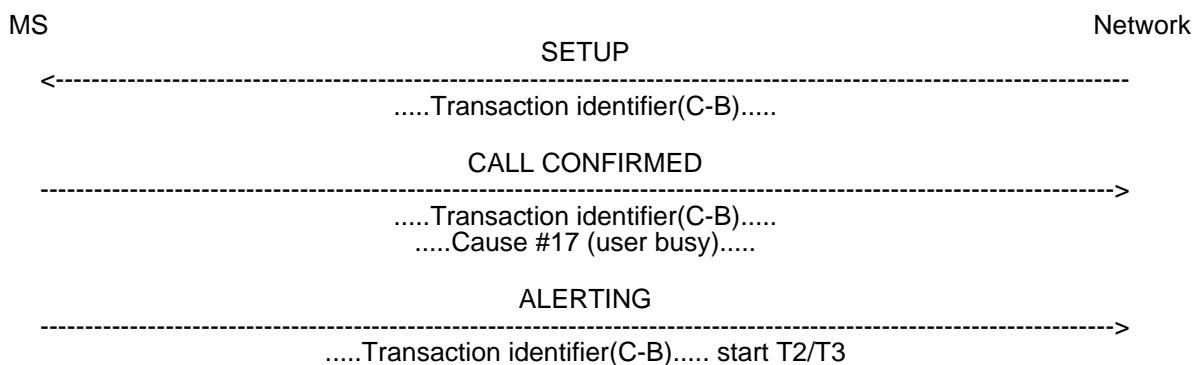 MS Network
SETUP
<------------------------------------------------------------------------------------------------------------------------
.....Transaction identifier(C-B).....
CALL CONFIRMED
------------------------------------------------------------------------------------------------------------------------>
.....Transaction identifier(C-B).....
.....Cause #17 (user busy).....
ALERTING
------------------------------------------------------------------------------------------------------------------------>
.....Transaction identifier(C-B)..... start T2/T3